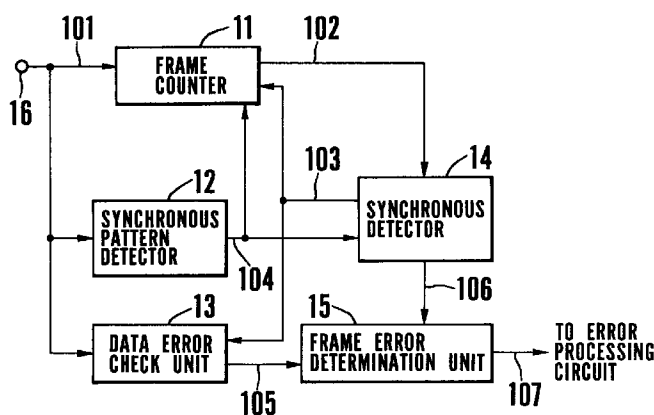 101
11
102
FRAME
COUNTER
16
103
14
12
SYNCHRONOUS
PATTERN
DETECTOR
SYNCHRONOUS
DETECTOR
104
106
13
15
DATA ERROR
CHECK UNIT
FRAME ERROR
DETERMINATION UNIT
TO ERROR
PROCESSING
CIRCUIT
105
107